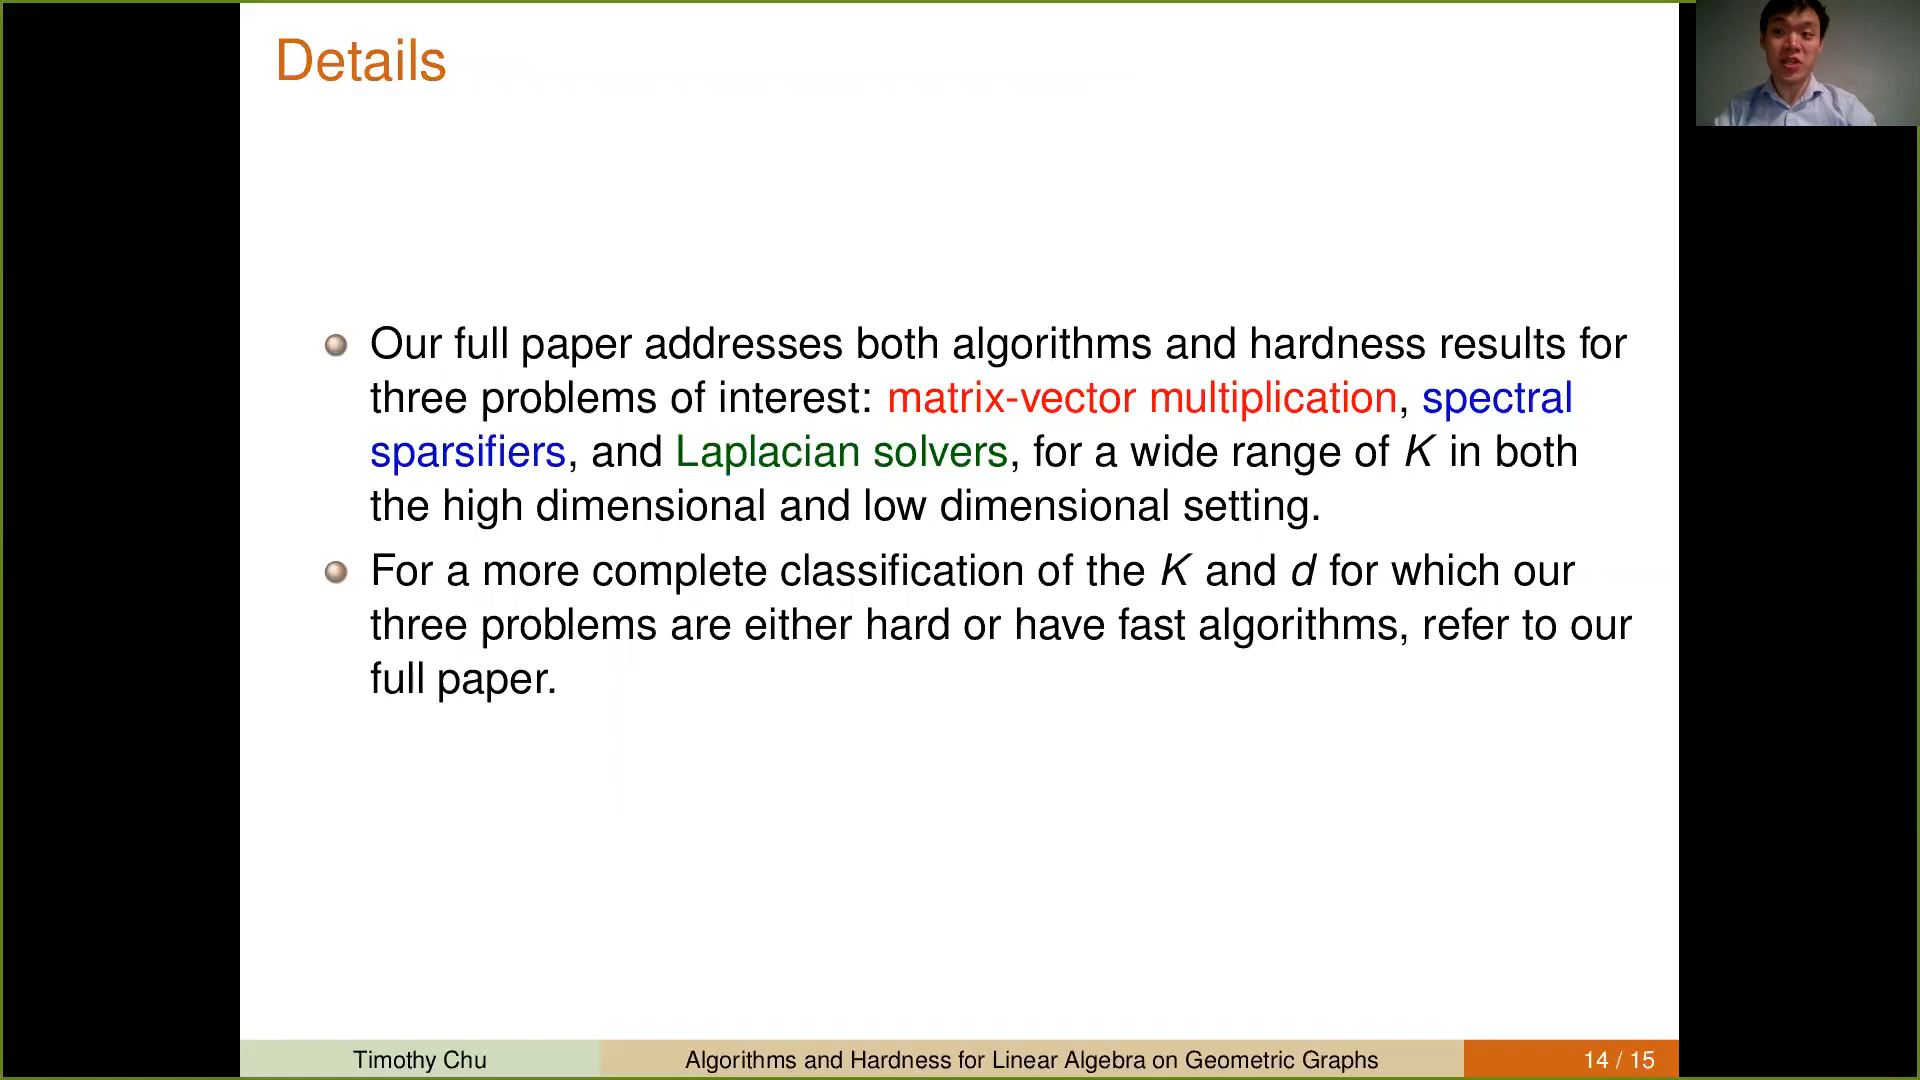 Details
Our full paper addresses both algorithms and hardness results for
three problems of interest: matrix-vector multiplication, spectral
sparsifiers, and Laplacian solvers, for a wide range of K in both
the high dimensional and low dimensional setting.
For a more complete classification of the K and d for which our
three problems are either hard or have fast algorithms, refer to our
full paper.
Timothy Chu
Algorithms and Hardness for Linear Algebra on Geometric Graphs
14 / 15